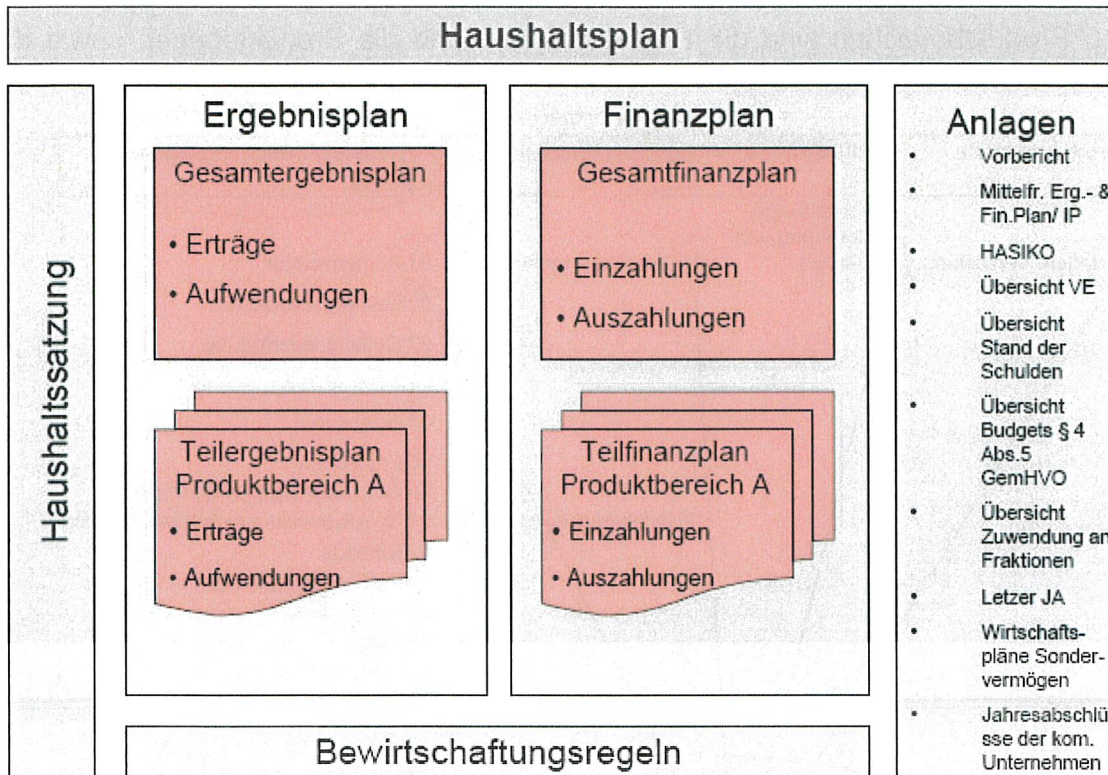 Haushaltsplan
Haushaltssatzung
Ergebnisplan
Gesamtergebnisplan
• Erträge
• Aufwendungen
Teilergebnisplan
Produktbereich A
• Erträge
• Aufwendungen
Finanzplan
Gesamtfinanzplan
• Einzahlungen
• Auszahlungen
Teilfinanzplan
Produktbereich A
• Einzahlungen
• Auszahlungen
Anlagen
• Vorbericht
• Mittelfr. Erg.- &
Fin.Plan/ IP
• HASIKO
• Übersicht VE
• Übersicht
Stand der
Schulden
• Übersicht
Budgets § 4
Abs.5
GemHVO
• Übersicht
Zuwendung an
Fraktionen
• Letzer JA
• Wirtschafts-
pläne Sonder-
vermögen
• Jahresabschlü
sse der kom.
Unternehmen
Bewirtschaftungsregeln